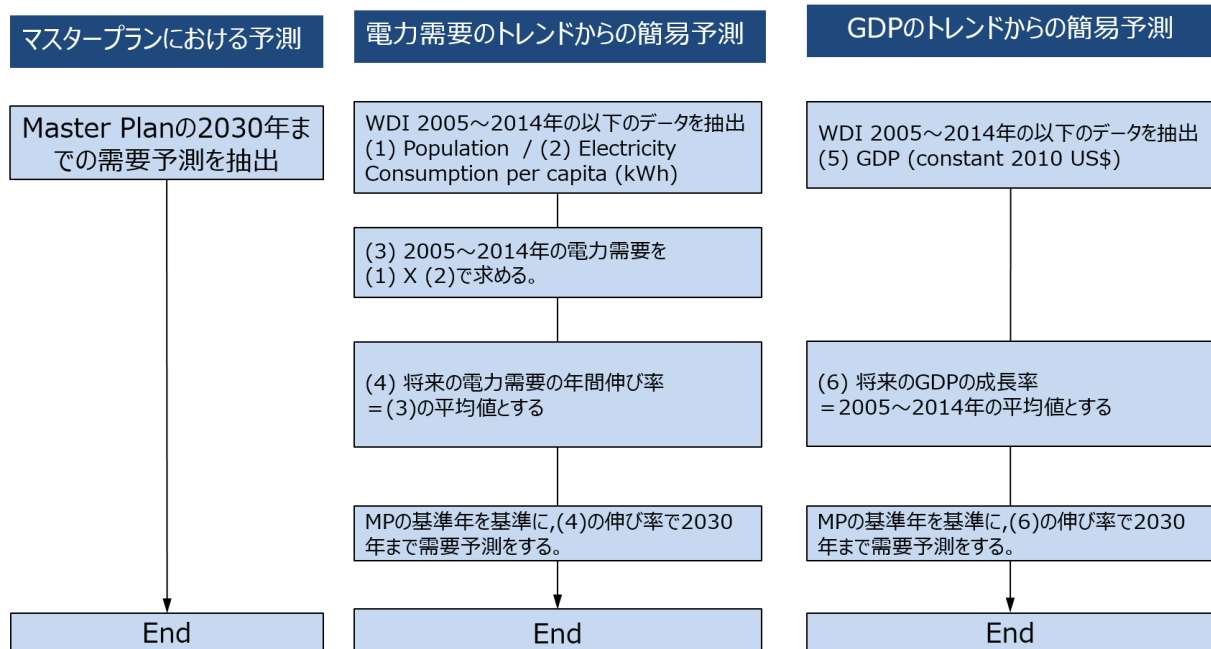 マスタープランにおける予測
Master Planの2030年ま
での需要予測を抽出
End
電力需要のトレンドからの簡易予測
WDI 2005～2014年の以下のデータを抽出
(1) Population / (2) Electricity
Consumption per capita (kWh)
(3) 2005～2014年の電力需要を
(1) X (2)で求める。
(4) 将来の電力需要の年間伸び率
＝(3)の平均値とする
MPの基準年を基準に,(4)の伸び率で2030
年まで需要予測をする。
End
GDPのトレンドからの簡易予測
WDI 2005～2014年の以下のデータを抽出
(5) GDP (constant 2010 US$)
(6) 将来のGDPの成長率
＝2005～2014年の平均値とする
MPの基準年を基準に,(6)の伸び率で2030
年まで需要予測をする。
End